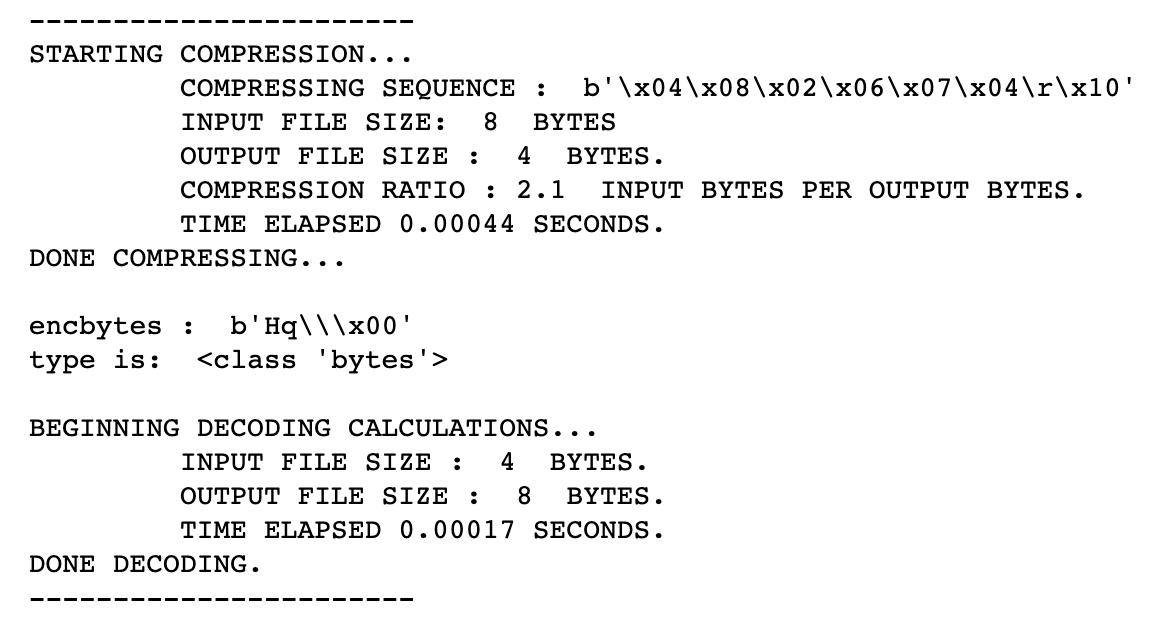 -----------------------
STARTING COMPRESSION...
COMPRESSING SEQUENCE :  b'\x04\x08\x02\x06\x07\x04\r\x10'
INPUT FILE SIZE:  8  BYTES
OUTPUT FILE SIZE :  4  BYTES.
COMPRESSION RATIO : 2.1  INPUT BYTES PER OUTPUT BYTES.
TIME ELAPSED 0.00044 SECONDS.
DONE COMPRESSING...
encbytes :  b'Hq\\\x00'
type is:  <class 'bytes'>
BEGINNING DECODING CALCULATIONS...
INPUT FILE SIZE :  4  BYTES.
OUTPUT FILE SIZE :  8  BYTES.
TIME ELAPSED 0.00017 SECONDS.
DONE DECODING.
-----------------------